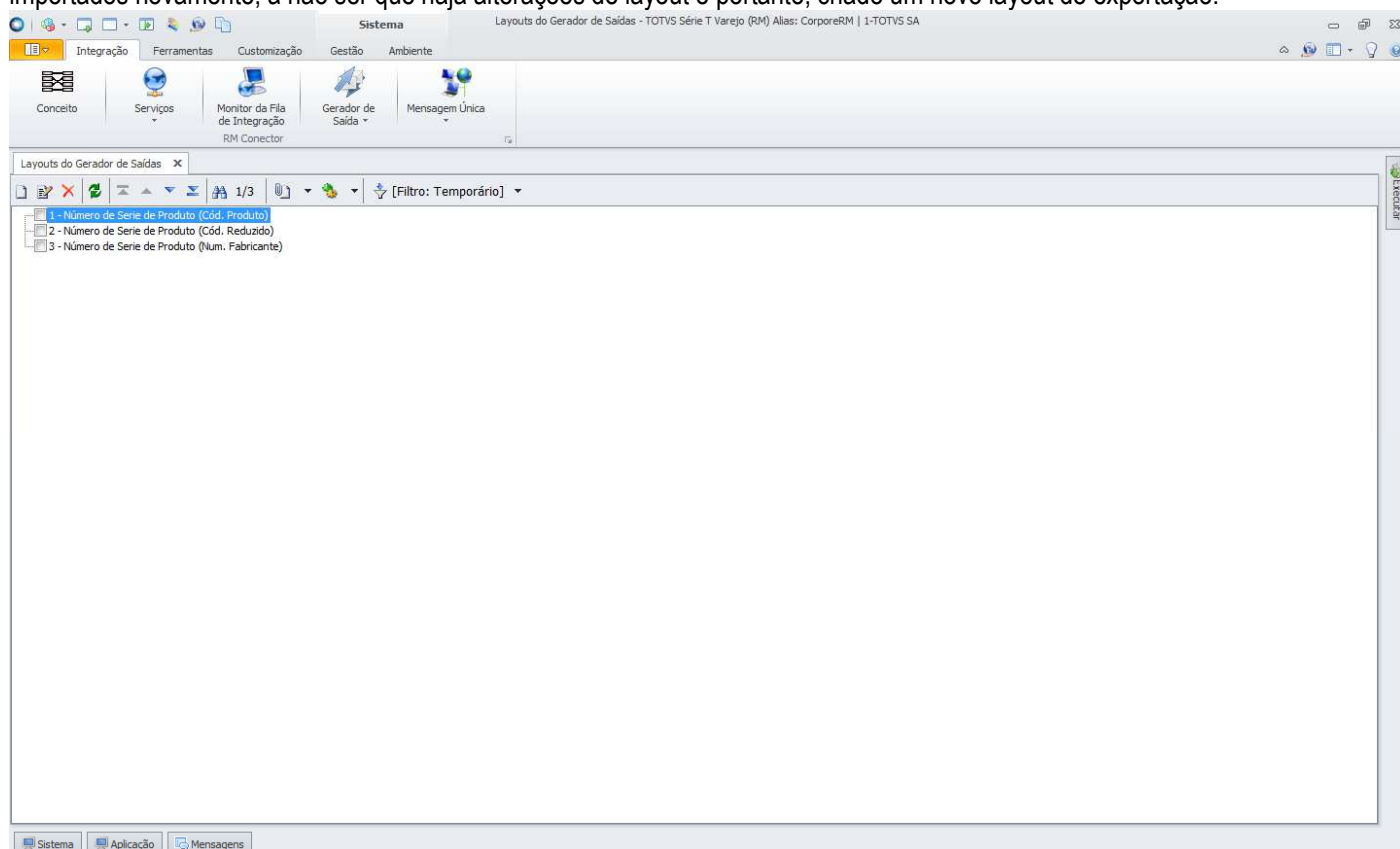 importados novamente, a não ser que haja alterações de layout e portanto, criado um novo layout de exportação.
Sistema
Layouts do Gerador de Saídas - TOTVS Série T Varejo (RM) Alias: CorporeRM | 1-TOTVS SA
Integração Ferramentas Customização Gestão Ambiente
Conceito Serviços Monitor da Fila de Integração Gerador de Saída Mensagem Única
RM Conector
Layouts do Gerador de Saídas X
1/3 [Filtro: Temporário]
Executar
1 - Número de Serie de Produto (Cód. Produto)
2 - Número de Serie de Produto (Cód. Reduzido)
3 - Número de Serie de Produto (Num. Fabricante)
Sistema Aplicação Mensagens